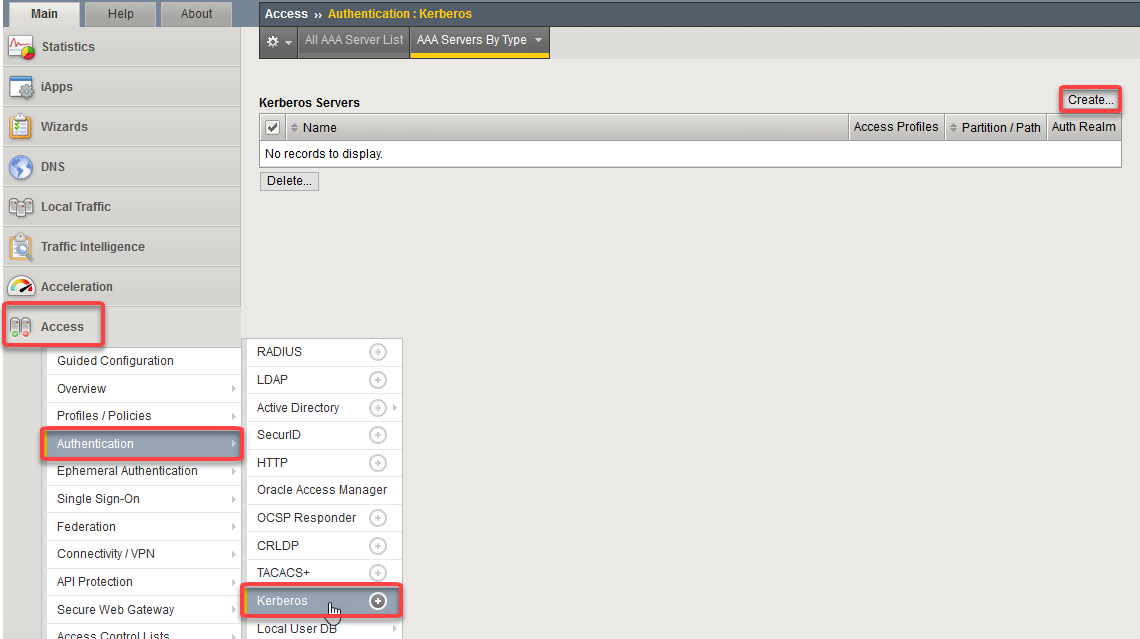 Main Help About
Access ›› Authentication : Kerberos
All AAA Server List AAA Servers By Type
Statistics
iApps
Wizards
DNS
Local Traffic
Traffic Intelligence
Acceleration
Access
Kerberos Servers
Create...
Name Access Profiles Partition / Path Auth Realm
No records to display.
Delete...
Guided Configuration
Overview
Profiles / Policies
Authentication
Ephemeral Authentication
Single Sign-On
Federation
Connectivity / VPN
API Protection
Secure Web Gateway
Access Control Lists
RADIUS
LDAP
Active Directory
SecurID
HTTP
Oracle Access Manager
OCSP Responder
CRLDP
TACACS+
Kerberos
Local User DB